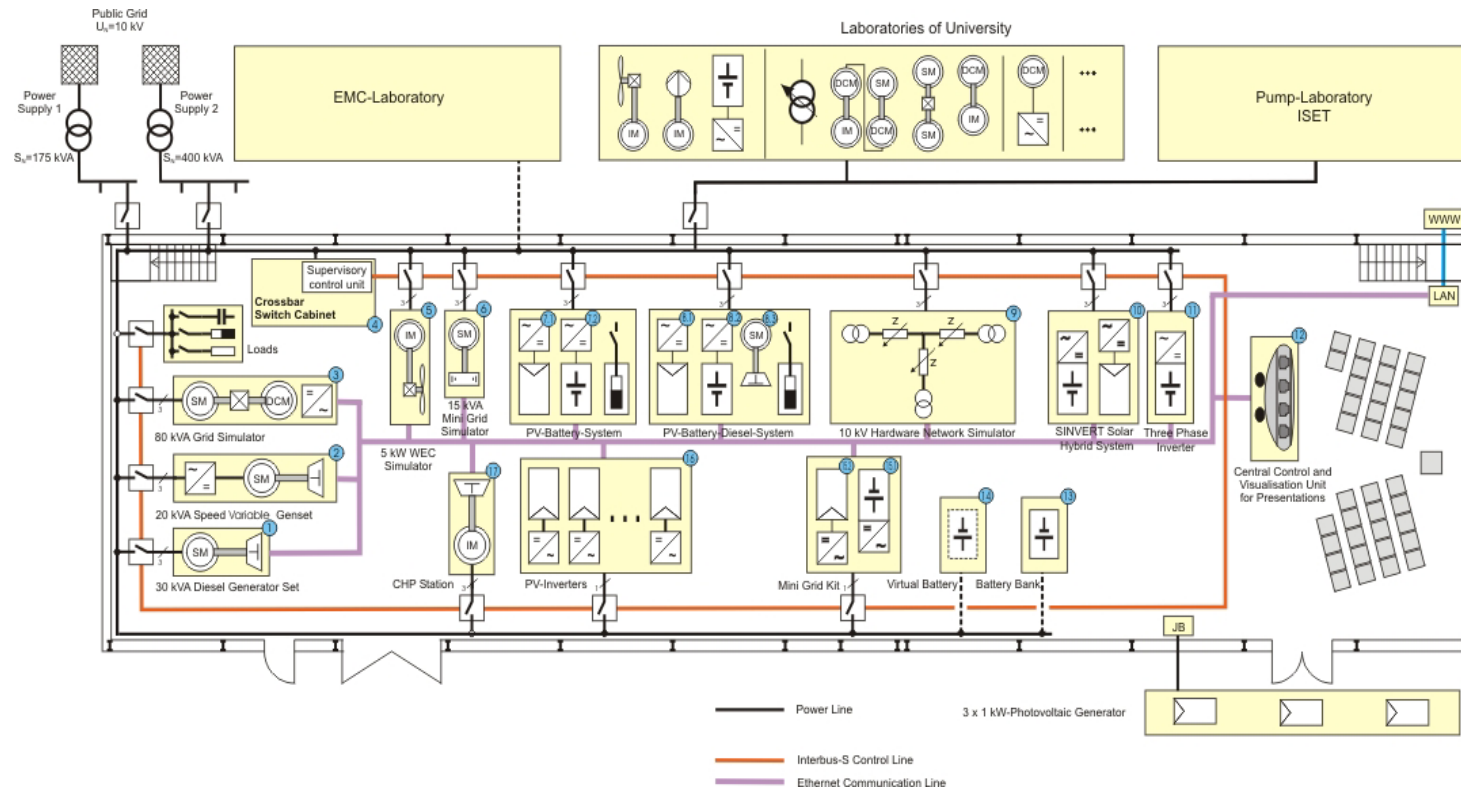 Public Grid
Uₙ=10 kV
Laboratories of University
Power
Supply 1
Power
Supply 2
Sₙ=175 kVA
Sₙ=400 kVA
EMC-Laboratory
IM
IM
DCM
IM
SM
DCM
SM
SM
DCM
IM
DCM
Pump-Laboratory
ISET
WWW
LAN
Supervisory
control unit
Crossbar
Switch Cabinet
4
Loads
3
SM
DCM
3
80 kVA Grid Simulator
3
SM
2
20 kVA Speed Variable Genset
3
SM
1
30 kVA Diesel Generator Set
3
IM
5
5 kW WEC
Simulator
3
SM
6
15 kVA
Mini Grid
Simulator
3
7.1
7.2
PV-Battery-System
3
8.1
8.2
8.3
SM
PV-Battery-Diesel-System
3
Z
Z
Z
9
10 kV Hardware Network Simulator
3
10
SINVERT Solar
Hybrid System
3
11
Three Phase
Inverter
12
Central Control and
Visualisation Unit
for Presentations
17
IM
CHP Station
3
16
PV-Inverters
1
15.2
15.1
Mini Grid Kit
1
14
Virtual Battery
13
Battery Bank
JB
3 x 1 kW-Photovoltaic Generator
Power Line
Interbus-S Control Line
Ethernet Communication Line